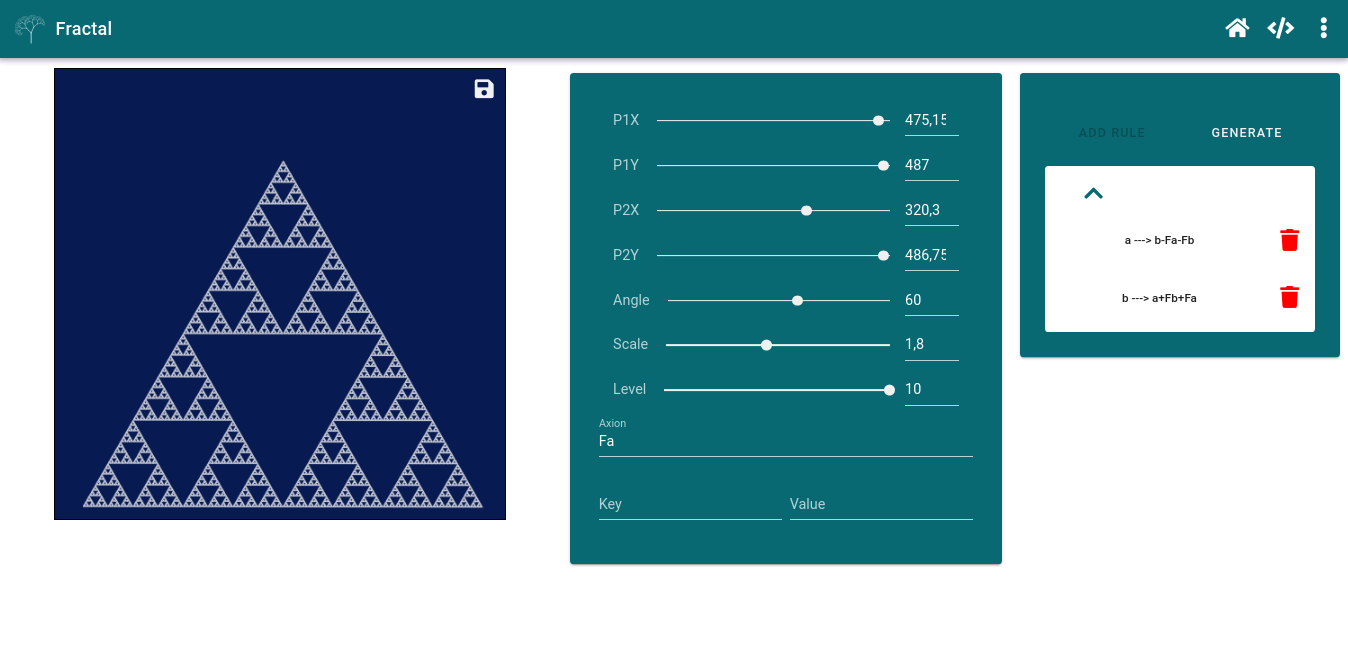 Fractal
P1X 475,15
P1Y 487
P2X 320,3
P2Y 486,75
Angle 60
Scale 1,8
Level 10
Axion
Fa
Key Value
ADD RULE GENERATE
a ---> b-Fa-Fb
b ---> a+Fb+Fa